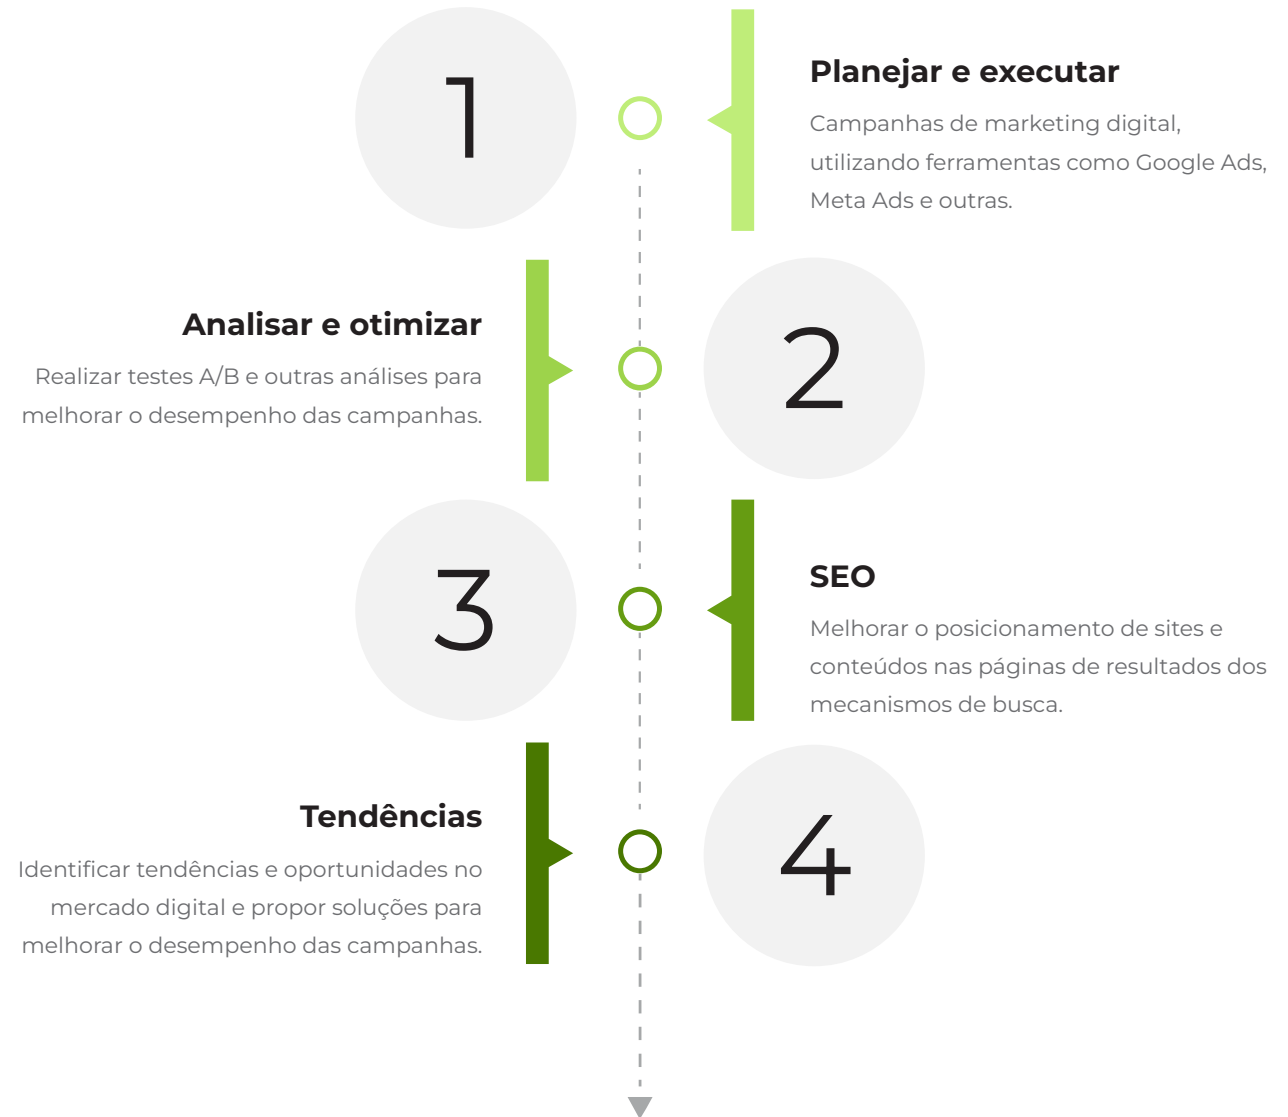 1
Planejar e executar
Campanhas de marketing digital,
utilizando ferramentas como Google Ads,
Meta Ads e outras.
Analisar e otimizar
Realizar testes A/B e outras análises para
melhorar o desempenho das campanhas.
2
3
SEO
Melhorar o posicionamento de sites e
conteúdos nas páginas de resultados dos
mecanismos de busca.
Tendências
Identificar tendências e oportunidades no
mercado digital e propor soluções para
melhorar o desempenho das campanhas.
4